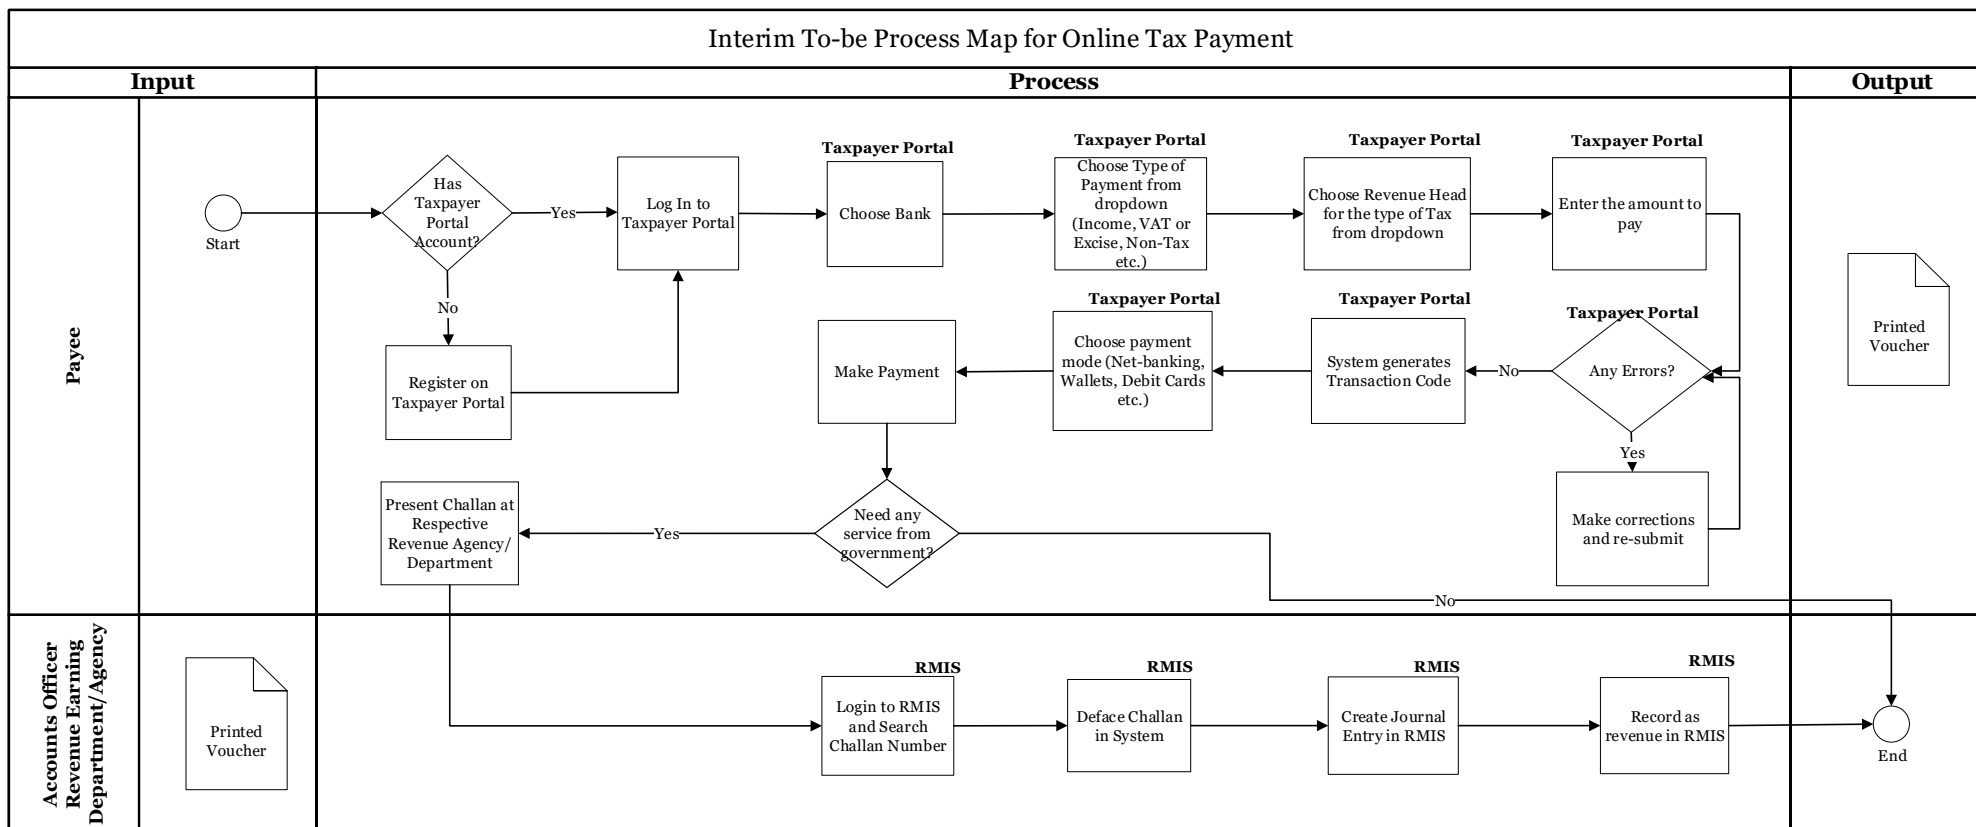 Interim To-be Process Map for Online Tax Payment
Input
Process
Output
Payee
Start
Has
Taxpayer
Portal
Account?
Yes
No
Register on
Taxpayer Portal
Log In to
Taxpayer Portal
Taxpayer Portal
Choose Bank
Taxpayer Portal
Choose Type of
Payment from
dropdown
(Income, VAT or
Excise, Non-Tax
etc.)
Taxpayer Portal
Choose Revenue Head
for the type of Tax
from dropdown
Taxpayer Portal
Enter the amount to
pay
Taxpayer Portal
Any Errors?
No
Yes
Make corrections
and re-submit
Taxpayer Portal
System generates
Transaction Code
Taxpayer Portal
Choose payment
mode (Net-banking,
Wallets, Debit Cards
etc.)
Make Payment
Need any
service from
government?
Yes
No
Present Challan at
Respective
Revenue Agency/
Department
Printed
Voucher
Accounts Officer
Revenue Earning
Department/Agency
Printed
Voucher
RMIS
Login to RMIS
and Search
Challan Number
RMIS
Deface Challan
in System
RMIS
Create Journal
Entry in RMIS
RMIS
Record as
revenue in RMIS
End